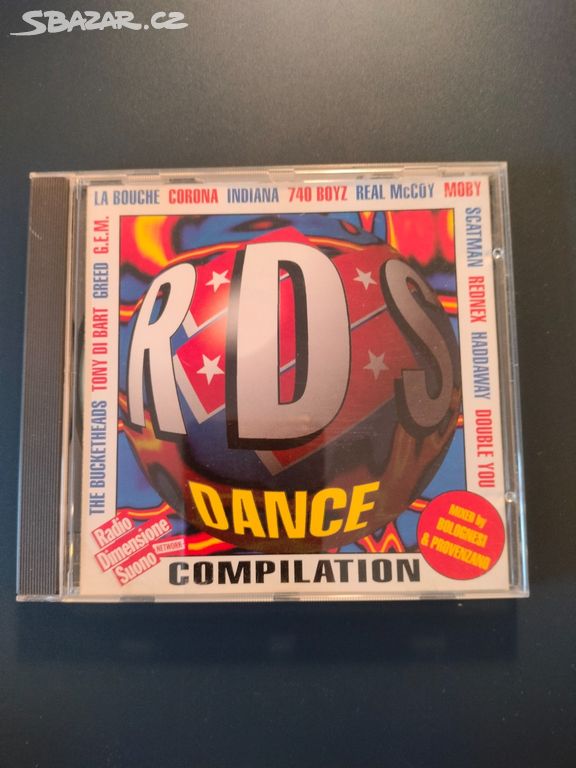 SBAZAR.CZ
LA BOUCHE CORONA INDIANA 740 BOYZ REAL McCOY MOBY
SCATMAN REDNEX HADDAWAY DOUBLE YOU
THE BUCKETHEADS TONY DI BART GREED G.E.M.
RDS
DANCE
COMPILATION
Radio
Dimensione
Suono
NETWORK
MIXED by
BOLOGNESI
& PROVENZANO